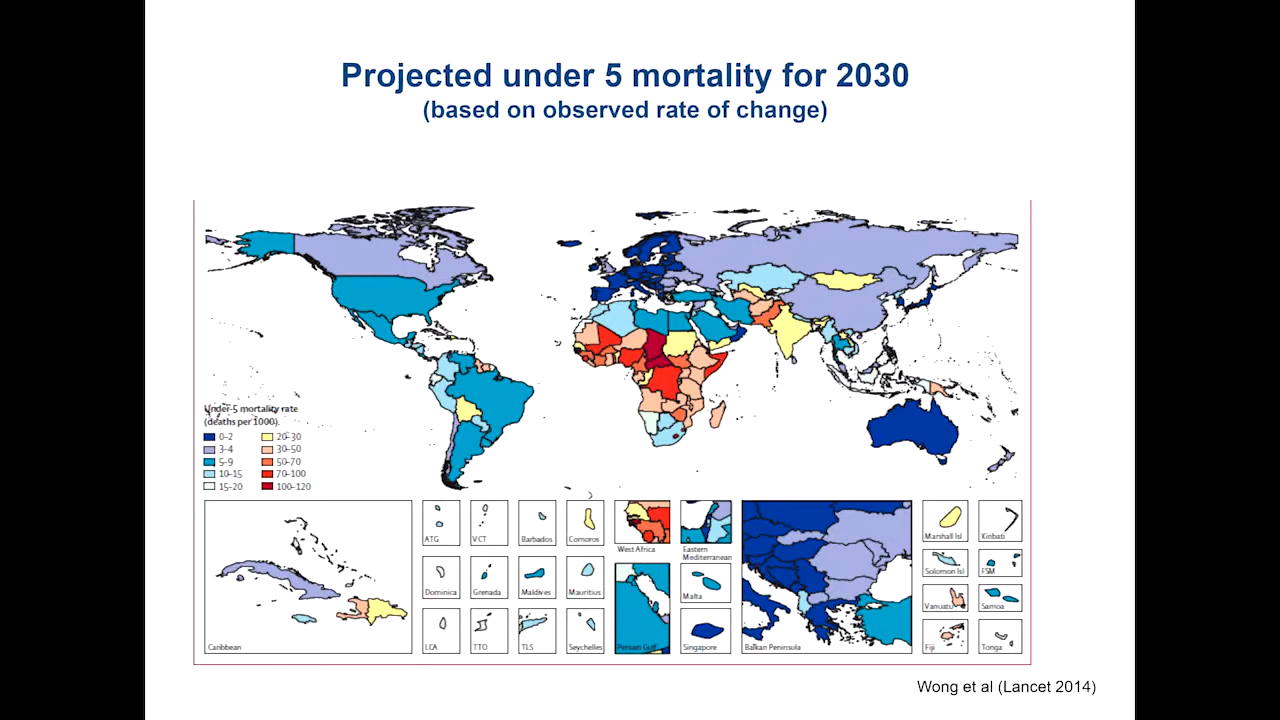 Projected under 5 mortality for 2030
(based on observed rate of change)
Under-5 mortality rate
(deaths per 1000)
0–2
3–4
5–9
10–15
15–20
20–30
30–50
50–70
70–100
100–120
Caribbean
ATG
VCT
Barbados
Comoros
West Africa
Eastern
Mediterranean
Marshall Isl
Kiribati
Dominica
Grenada
Maldives
Mauritius
Malta
Solomon Isl
FSM
Vanuatu
Samoa
LCA
TTO
TLS
Seychelles
Persian Gulf
Singapore
Balkan Peninsula
Fiji
Tonga
Wong et al (Lancet 2014)